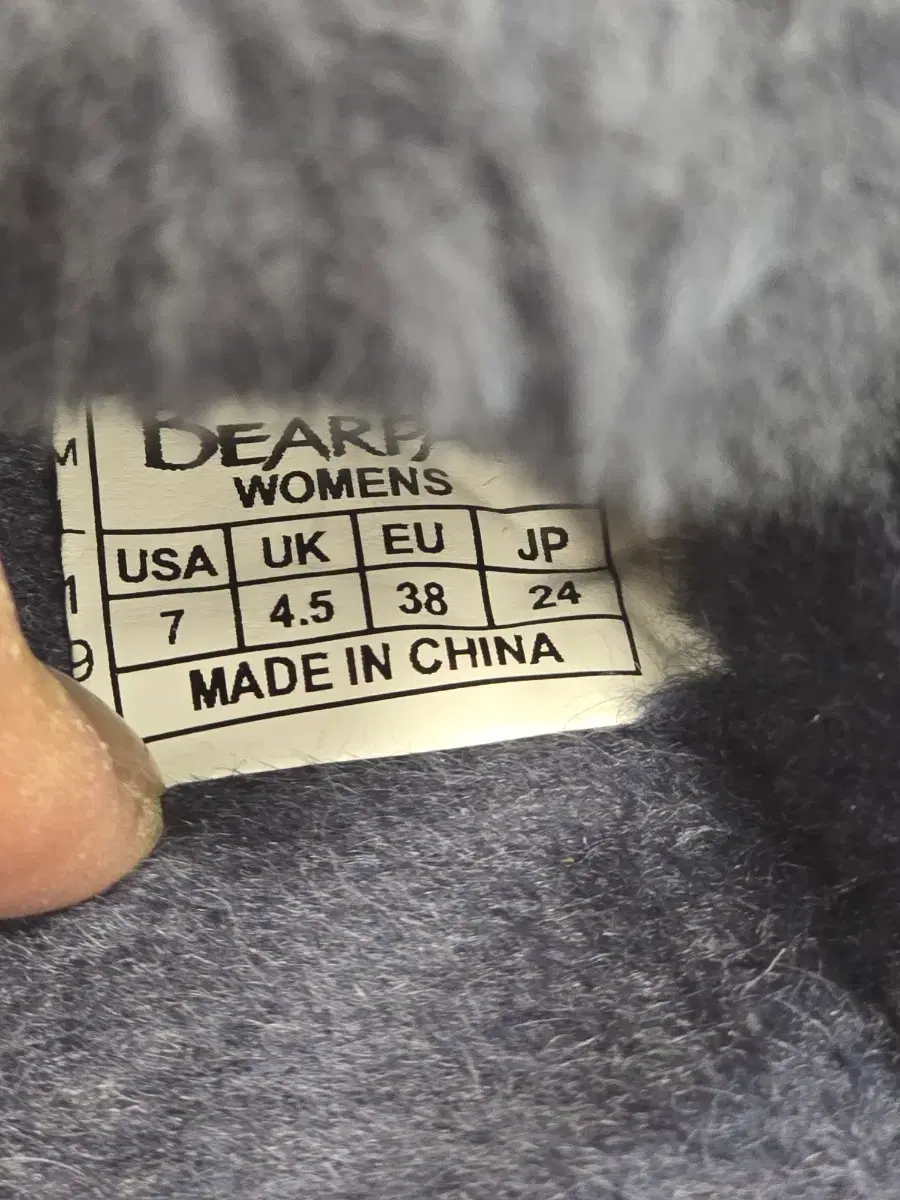 WOMENS
USA UK EU JP
7 4.5 38 24
MADE IN CHINA